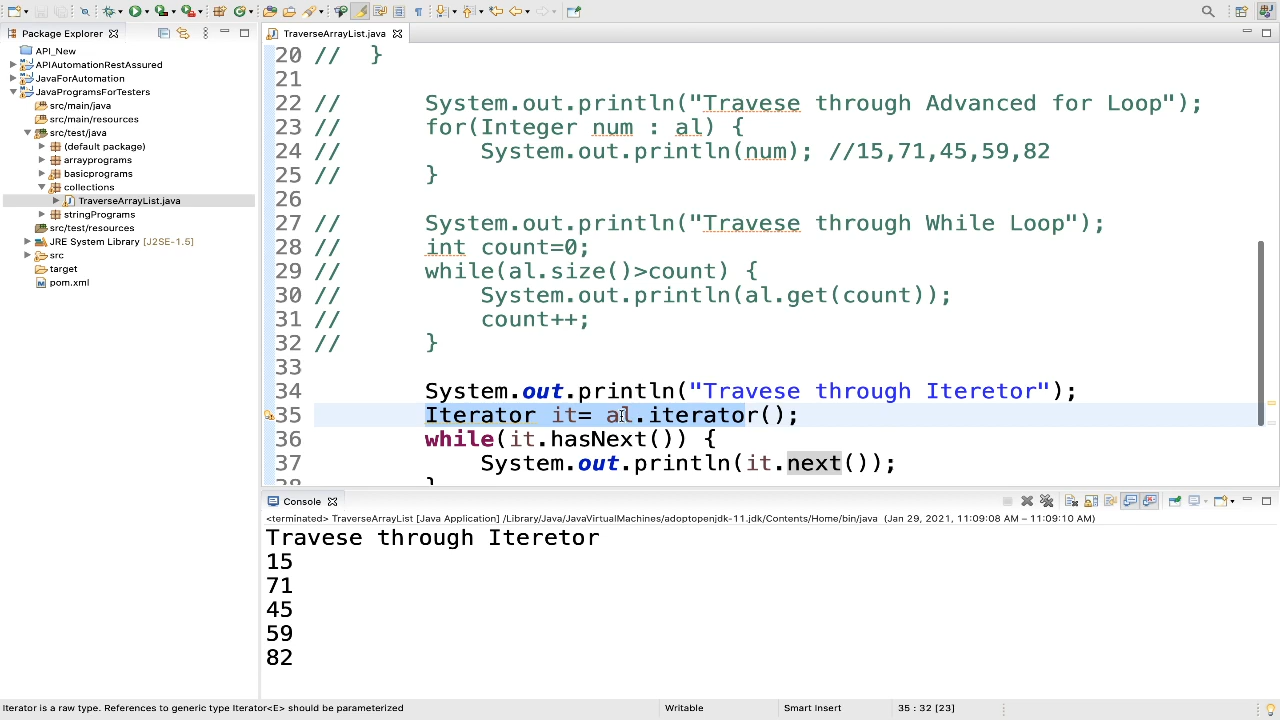 Package Explorer
TraverseArrayList.java
API_New
APIAutomationRestAssured
JavaForAutomation
JavaProgramsForTesters
src/main/java
src/main/resources
src/test/java
(default package)
arrayprograms
basicprograms
collections
TraverseArrayList.java
stringPrograms
src/test/resources
JRE System Library [J2SE-1.5]
src
target
pom.xml
20 // }
21
22 // System.out.println("Travese through Advanced for Loop");
23 // for(Integer num : al) {
24 // System.out.println(num); //15,71,45,59,82
25 // }
26
27 // System.out.println("Travese through While Loop");
28 // int count=0;
29 // while(al.size()>count) {
30 // System.out.println(al.get(count));
31 // count++;
32 // }
33
34 System.out.println("Travese through Iteretor");
35 Iterator it= al.iterator();
36 while(it.hasNext()) {
37 System.out.println(it.next());
38 }
Console
<terminated> TraverseArrayList [Java Application] /Library/Java/JavaVirtualMachines/adoptopenjdk-11.jdk/Contents/Home/bin/java (Jan 29, 2021, 11:09:08 AM – 11:09:10 AM)
Travese through Iteretor
15
71
45
59
82
Iterator is a raw type. References to generic type Iterator<E> should be parameterized
Writable
Smart Insert
35 : 32 [23]